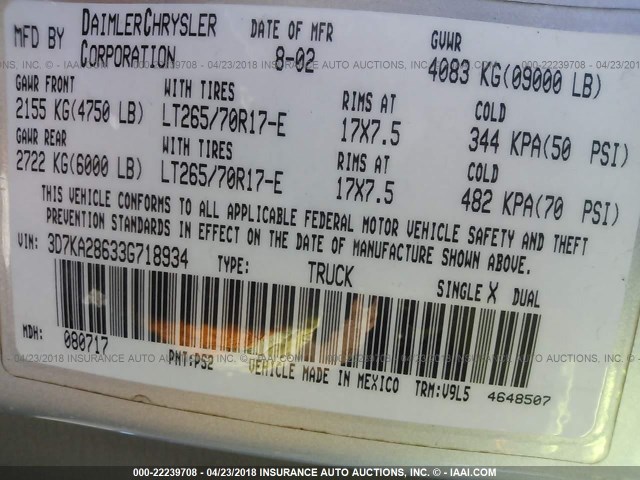 MFD BY DAIMLERCHRYSLER CORPORATION DATE OF MFR 8-02 GVWR 4083 KG(09000 LB)
GAWR FRONT WITH TIRES RIMS AT COLD
2155 KG(4750 LB) LT265/70R17-E 17X7.5 344 KPA(50 PSI)
GAWR REAR WITH TIRES RIMS AT COLD
2722 KG(6000 LB) LT265/70R17-E 17X7.5 482 KPA(70 PSI)
THIS VEHICLE CONFORMS TO ALL APPLICABLE FEDERAL MOTOR VEHICLE SAFETY AND THEFT
PREVENTION STANDARDS IN EFFECT ON THE DATE OF MANUFACTURE SHOWN ABOVE.
VIN: 3D7KA28633G718934 TYPE: TRUCK SINGLE X DUAL
MDH: 080717 PNT:PS2 VEHICLE MADE IN MEXICO TRM:V9L5 4648507
000-22239708 - 04/23/2018 INSURANCE AUTO AUCTIONS, INC. - © - IAAI.COM